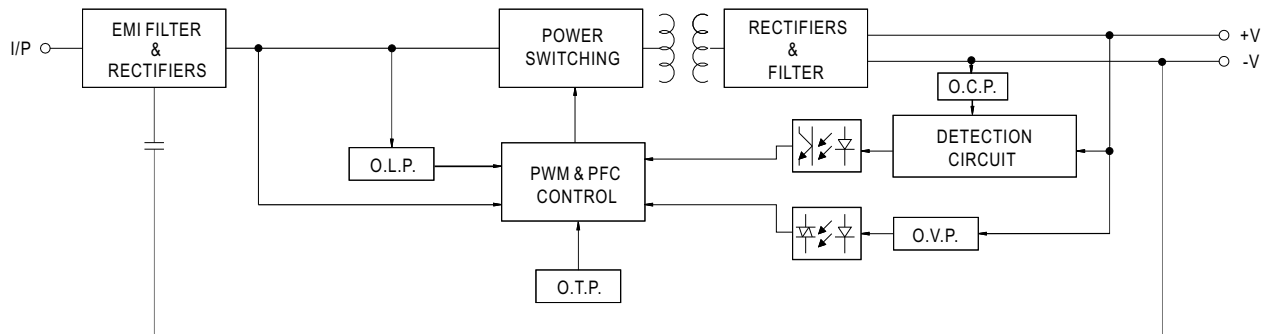 I/P
EMI FILTER
&
RECTIFIERS
POWER
SWITCHING
RECTIFIERS
&
FILTER
+V
-V
O.C.P.
DETECTION
CIRCUIT
O.L.P.
PWM & PFC
CONTROL
O.V.P.
O.T.P.